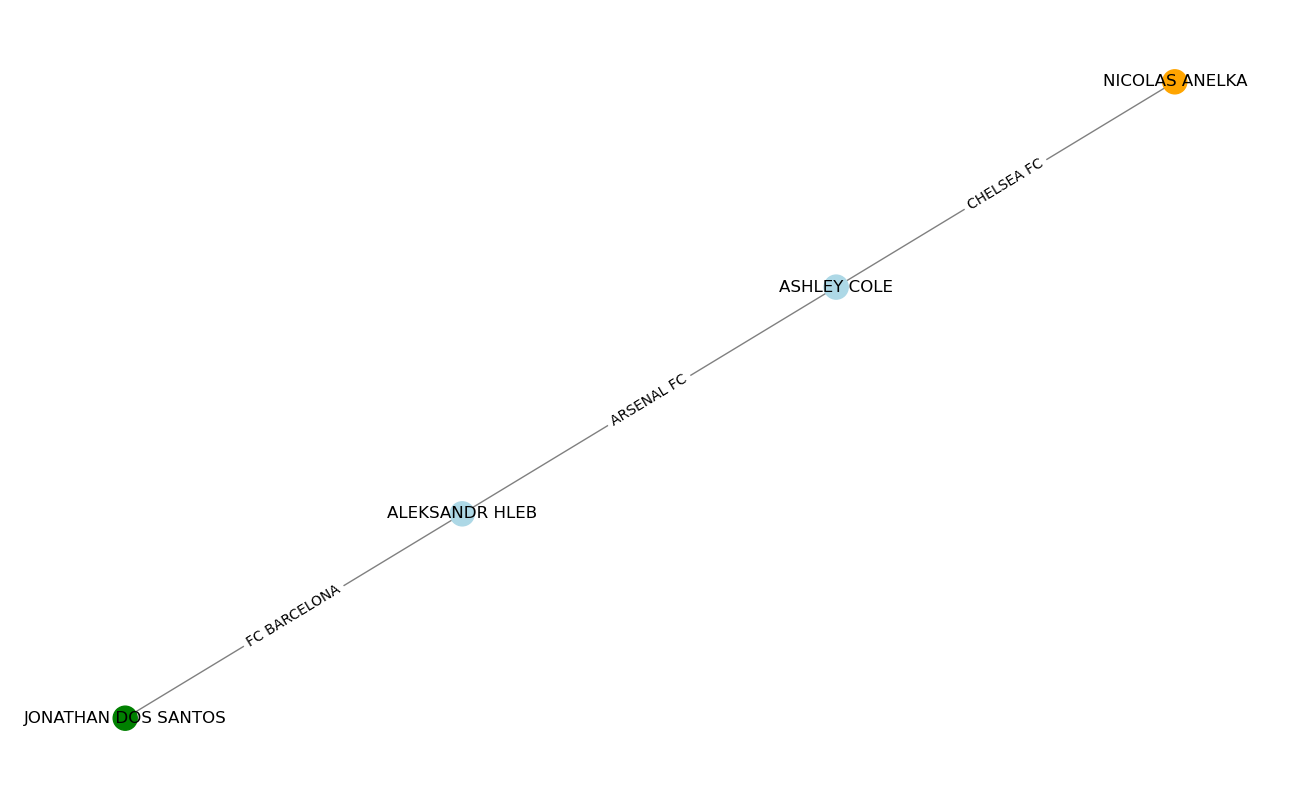 NICOLAS ANELKA
CHELSEA FC
ASHLEY COLE
ARSENAL FC
ALEKSANDR HLEB
FC BARCELONA
JONATHAN DOS SANTOS